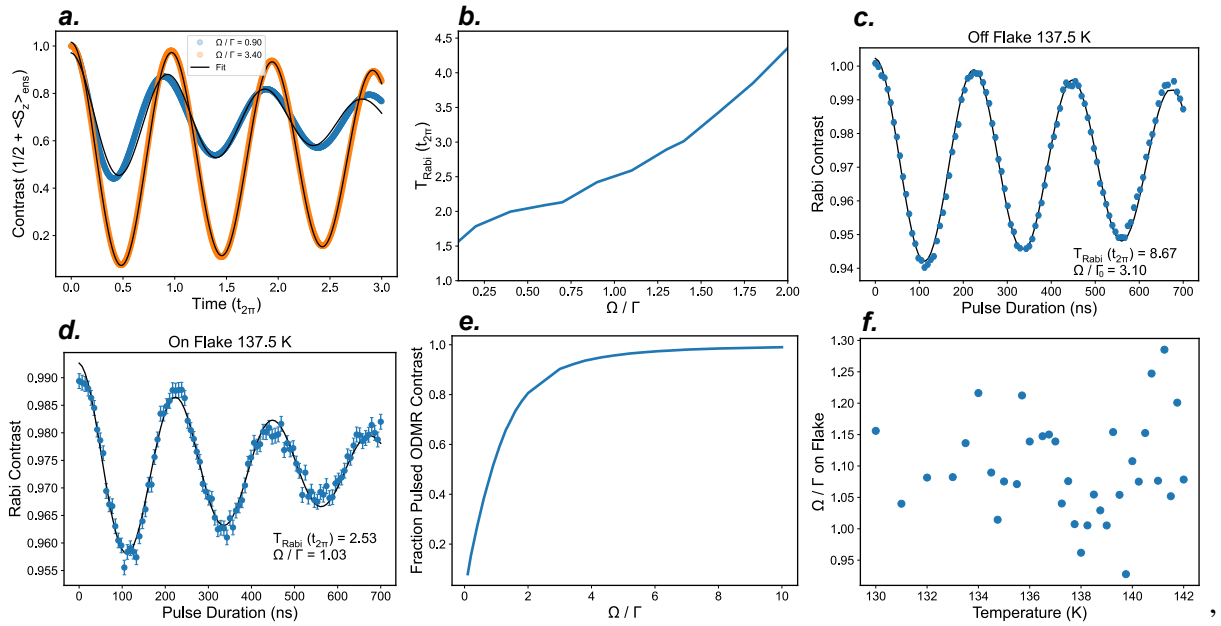 a.
Contrast (1/2 + <S_z>_ens)
1.0
0.8
0.6
0.4
0.2
Ω / Γ = 0.90
Ω / Γ = 3.40
Fit
0.0 0.5 1.0 1.5 2.0 2.5 3.0
Time (t_2π)
b.
T_Rabi (t_2π)
4.5
4.0
3.5
3.0
2.5
2.0
1.5
1.0
0.25 0.50 0.75 1.00 1.25 1.50 1.75 2.00
Ω / Γ
c.
Off Flake 137.5 K
Rabi Contrast
1.00
0.99
0.98
0.97
0.96
0.95
0.94
T_Rabi (t_2π) = 8.67
Ω / Γ_0 = 3.10
0 100 200 300 400 500 600 700
Pulse Duration (ns)
d.
On Flake 137.5 K
Rabi Contrast
0.990
0.985
0.980
0.975
0.970
0.965
0.960
0.955
T_Rabi (t_2π) = 2.53
Ω / Γ = 1.03
0 100 200 300 400 500 600 700
Pulse Duration (ns)
e.
Fraction Pulsed ODMR Contrast
1.0
0.8
0.6
0.4
0.2
0 2 4 6 8 10
Ω / Γ
f.
Ω / Γ on Flake
1.30
1.25
1.20
1.15
1.10
1.05
1.00
0.95
130 132 134 136 138 140 142
Temperature (K)
,